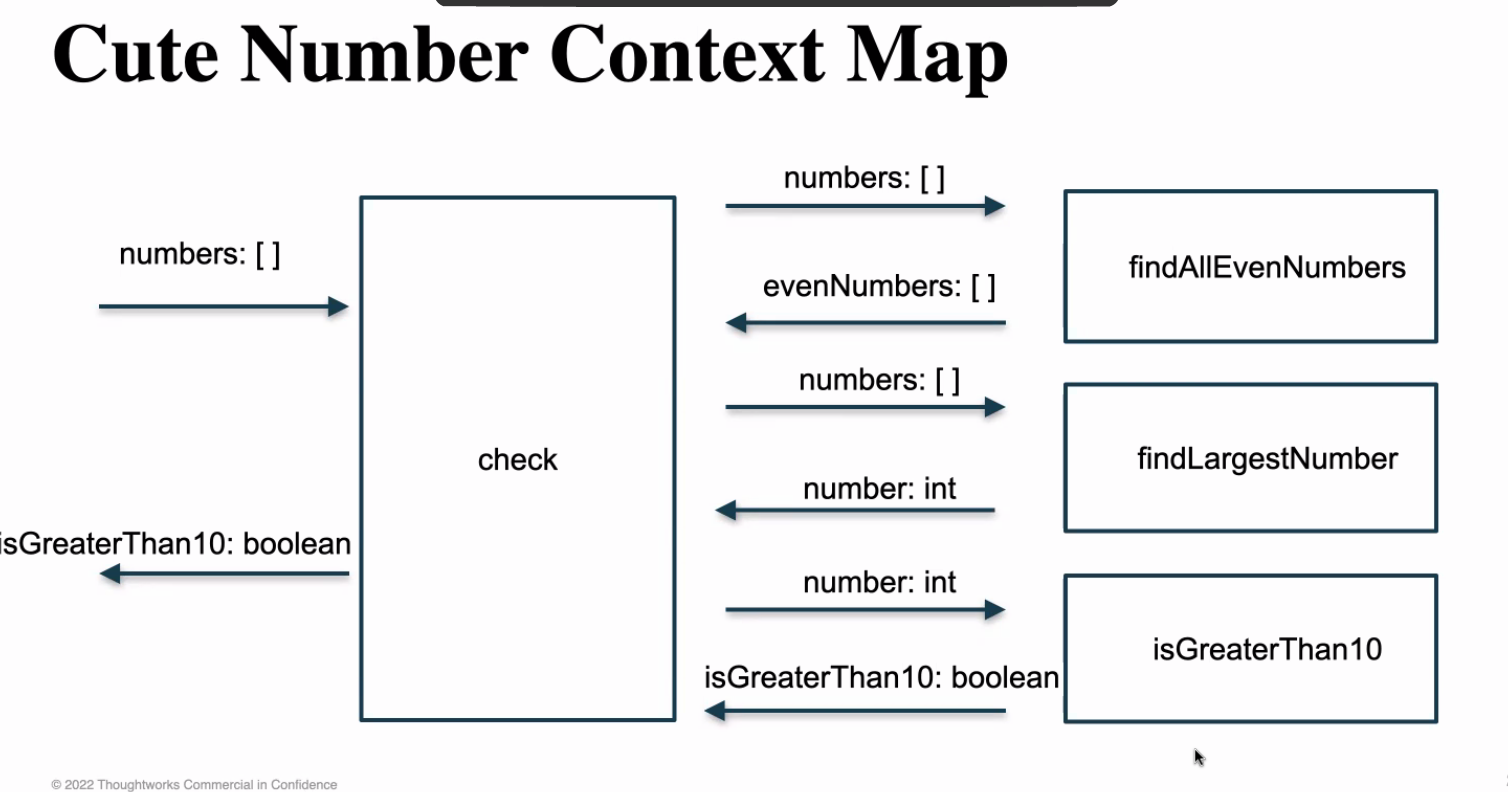 Cute Number Context Map
numbers: [ ]
isGreaterThan10: boolean
check
numbers: [ ]
evenNumbers: [ ]
numbers: [ ]
number: int
number: int
isGreaterThan10: boolean
findAllEvenNumbers
findLargestNumber
isGreaterThan10
© 2022 Thoughtworks Commercial in Confidence